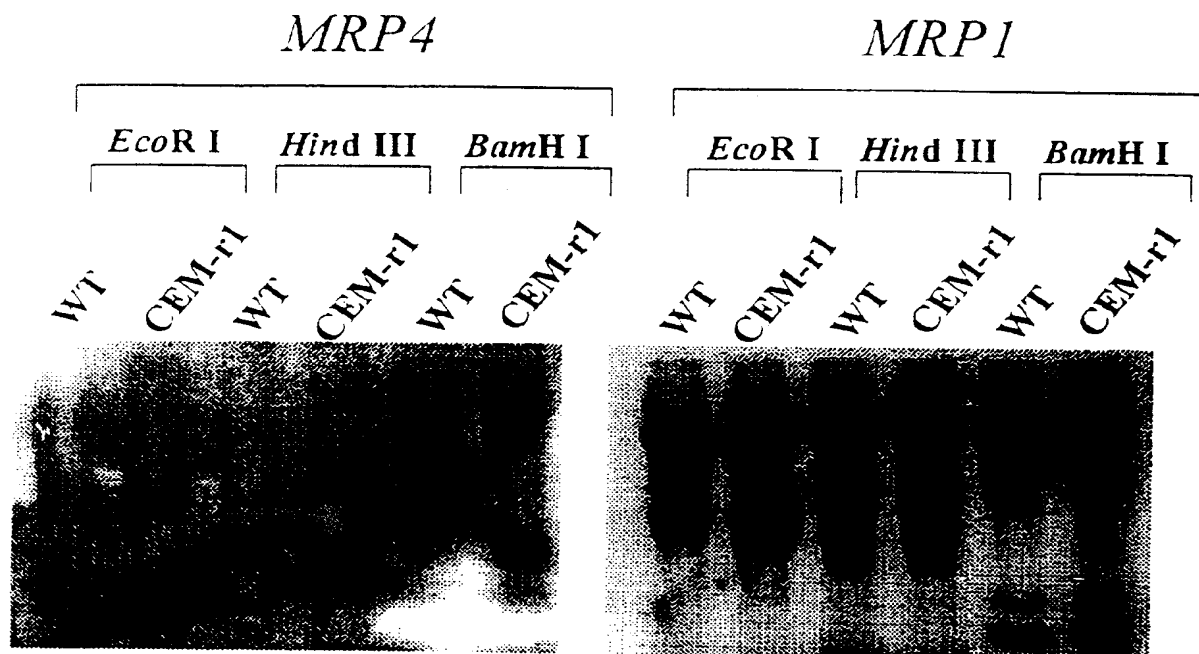 MRP4 MRP1
EcoR I Hind III BamH I EcoR I Hind III BamH I
WT CEM-r1 WT CEM-r1 WT CEM-r1 WT CEM-r1 WT CEM-r1 WT CEM-r1